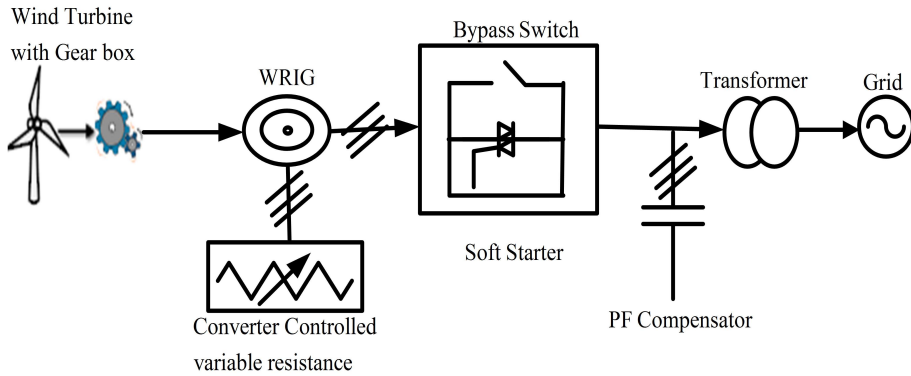 Wind Turbine
with Gear box
WRIG
Bypass Switch
Transformer
Grid
Soft Starter
Converter Controlled
variable resistance
PF Compensator